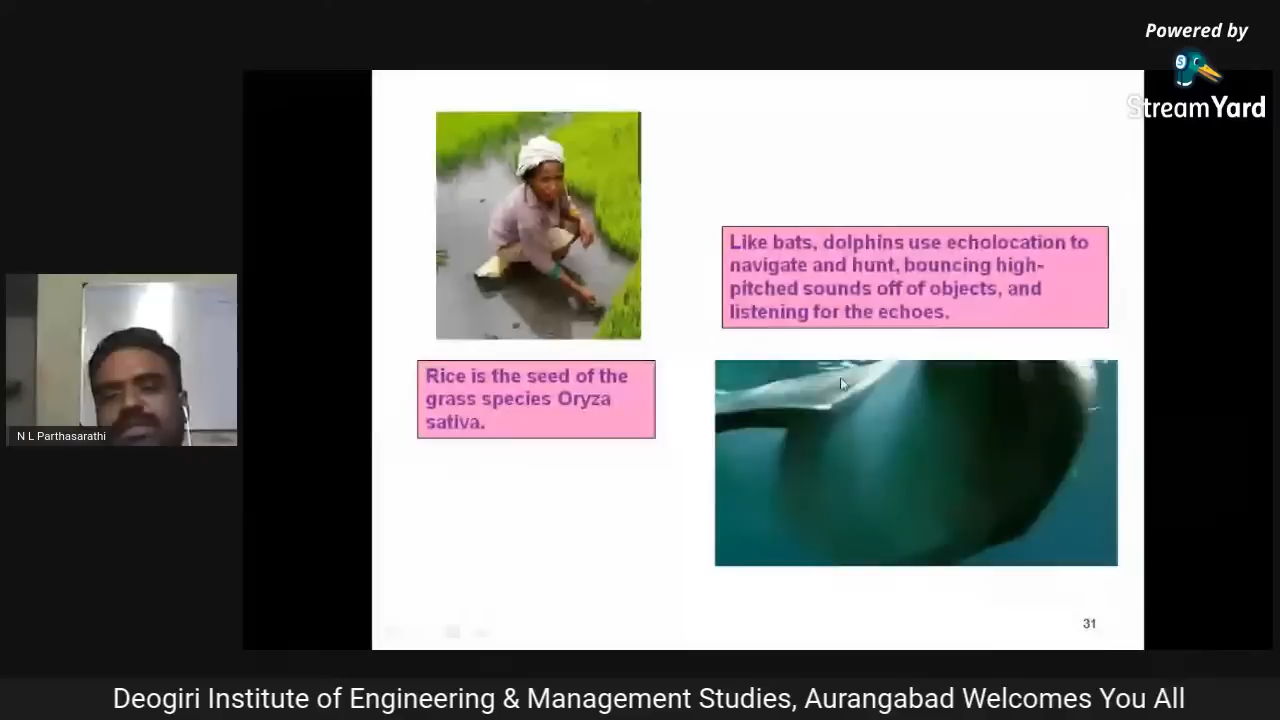 Powered by
StreamYard
Like bats, dolphins use echolocation to
navigate and hunt, bouncing high-
pitched sounds off of objects, and
listening for the echoes.
Rice is the seed of the
grass species Oryza
sativa.
N L Parthasarathi
31
Deogiri Institute of Engineering & Management Studies, Aurangabad Welcomes You All